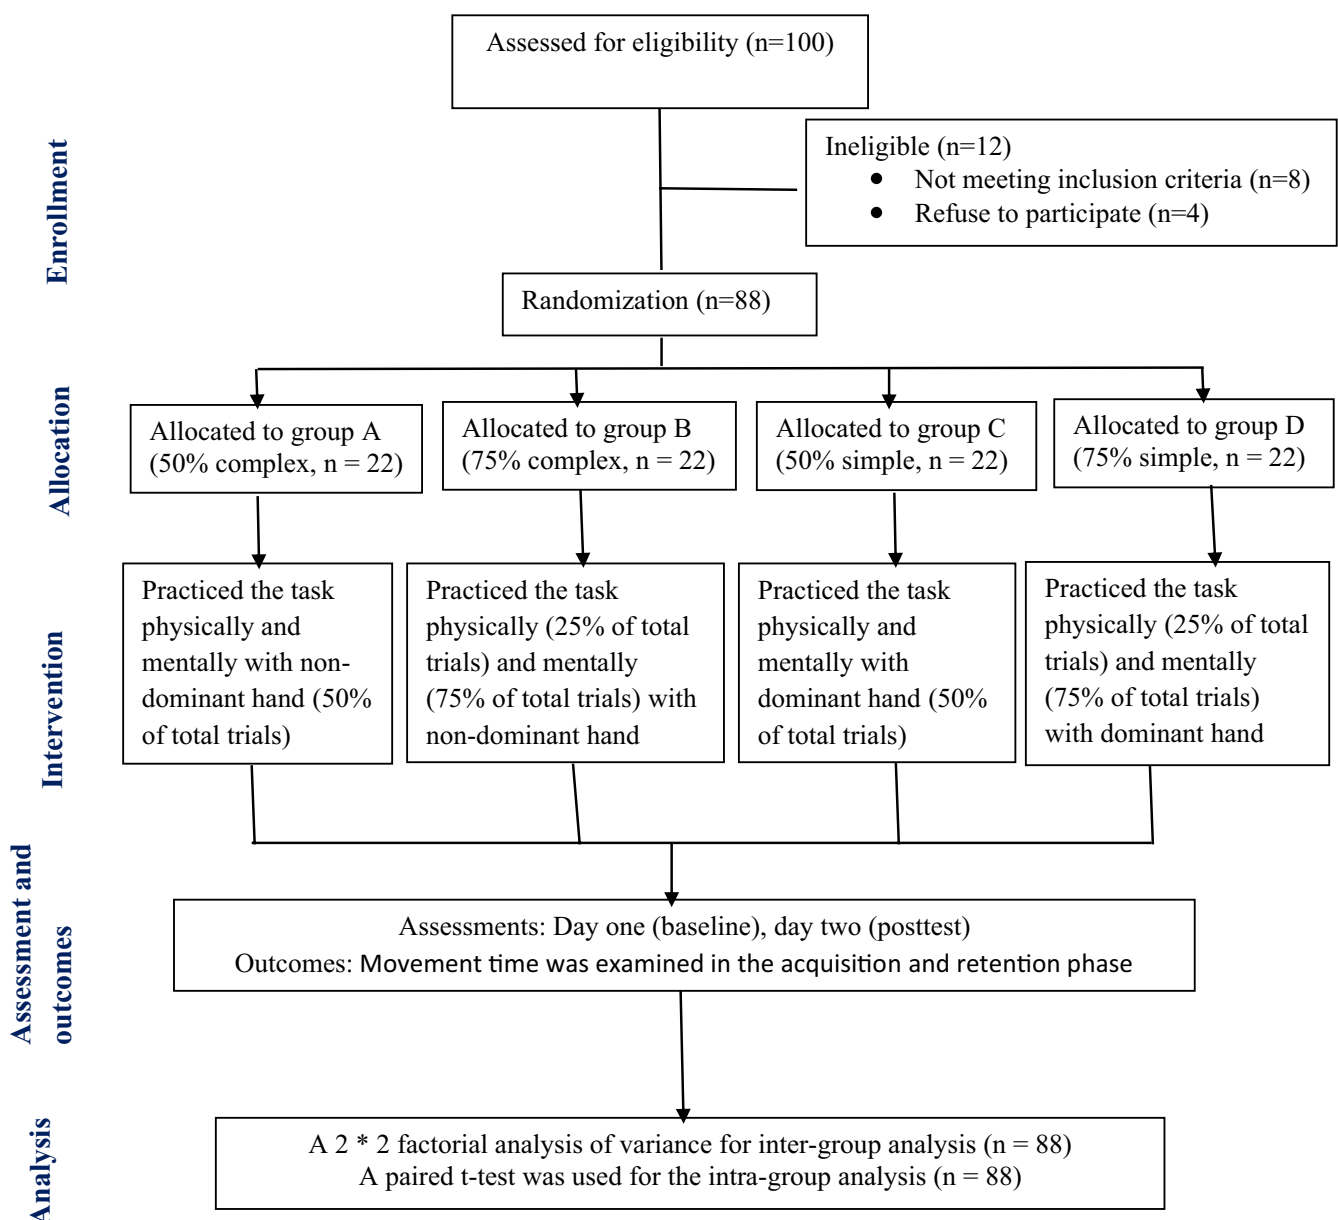 Assessed for eligibility (n=100)
Enrollment
Ineligible (n=12)
● Not meeting inclusion criteria (n=8)
● Refuse to participate (n=4)
Randomization (n=88)
Allocation
Allocated to group A
(50% complex, n = 22)
Allocated to group B
(75% complex, n = 22)
Allocated to group C
(50% simple, n = 22)
Allocated to group D
(75% simple, n = 22)
Intervention
Practiced the task
physically and
mentally with non-
dominant hand (50%
of total trials)
Practiced the task
physically (25% of total
trials) and mentally
(75% of total trials) with
non-dominant hand
Practiced the task
physically and
mentally with
dominant hand (50%
of total trials)
Practiced the task
physically (25% of total
trials) and mentally
(75% of total trials)
with dominant hand
Assessment and
outcomes
Assessments: Day one (baseline), day two (posttest)
Outcomes: Movement time was examined in the acquisition and retention phase
Analysis
A 2 * 2 factorial analysis of variance for inter-group analysis (n = 88)
A paired t-test was used for the intra-group analysis (n = 88)